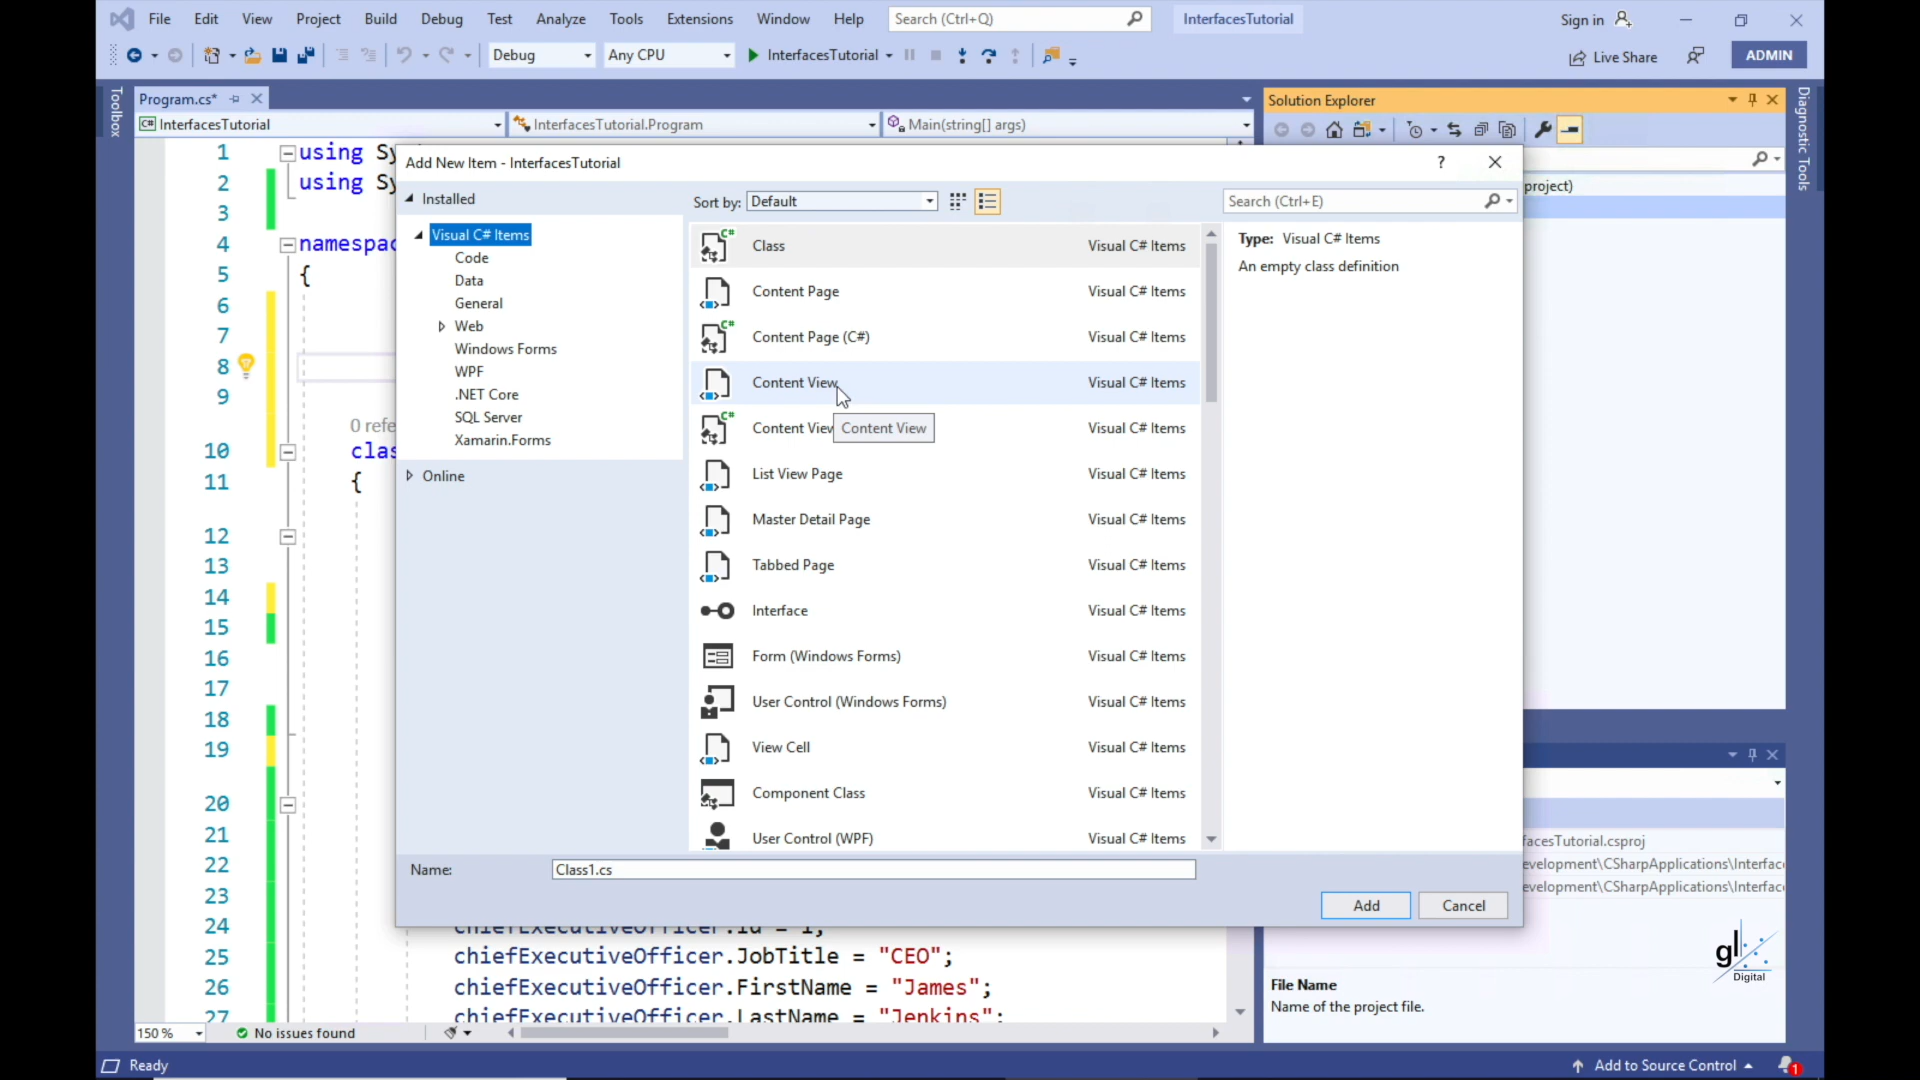 File Edit View Project Build Debug Test Analyze Tools Extensions Window Help Search (Ctrl+Q) InterfacesTutorial Sign in
Debug Any CPU InterfacesTutorial Live Share ADMIN
Toolbox
Program.cs*
Solution Explorer
Diagnostic Tools
InterfacesTutorial InterfacesTutorial.Program Main(string[] args)
1 using Sy
2 using Sy
3
4 namespac
5 {
6
7
8
9
0 refe
10 clas
11 {
12
13
14
15
16
17
18
19
20
21
22
23
24
25 chiefExecutiveOfficer.JobTitle = "CEO";
26 chiefExecutiveOfficer.FirstName = "James";
27 chiefExecutiveOfficer.LastName = "Jenkins";
Add New Item - InterfacesTutorial ?
Installed
Sort by: Default
Search (Ctrl+E)
Visual C# Items
Code
Data
General
Web
Windows Forms
WPF
.NET Core
SQL Server
Xamarin.Forms
Online
Class Visual C# Items
Content Page Visual C# Items
Content Page (C#) Visual C# Items
Content View Visual C# Items
Content View Visual C# Items
Content View
List View Page Visual C# Items
Master Detail Page Visual C# Items
Tabbed Page Visual C# Items
Interface Visual C# Items
Form (Windows Forms) Visual C# Items
User Control (Windows Forms) Visual C# Items
View Cell Visual C# Items
Component Class Visual C# Items
User Control (WPF) Visual C# Items
Type: Visual C# Items
An empty class definition
Name: Class1.cs
Add Cancel
project)
facesTutorial.csproj
evelopment\CSharpApplications\Interface
evelopment\CSharpApplications\Interface
gl
Digital
File Name
Name of the project file.
150 % No issues found
Ready Add to Source Control 1